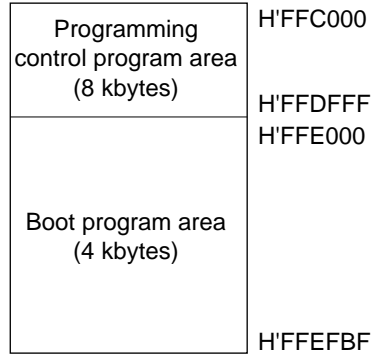 Programming
control program area
(8 kbytes)
H'FFC000
H'FFDFFF
H'FFE000
Boot program area
(4 kbytes)
H'FFEFBF